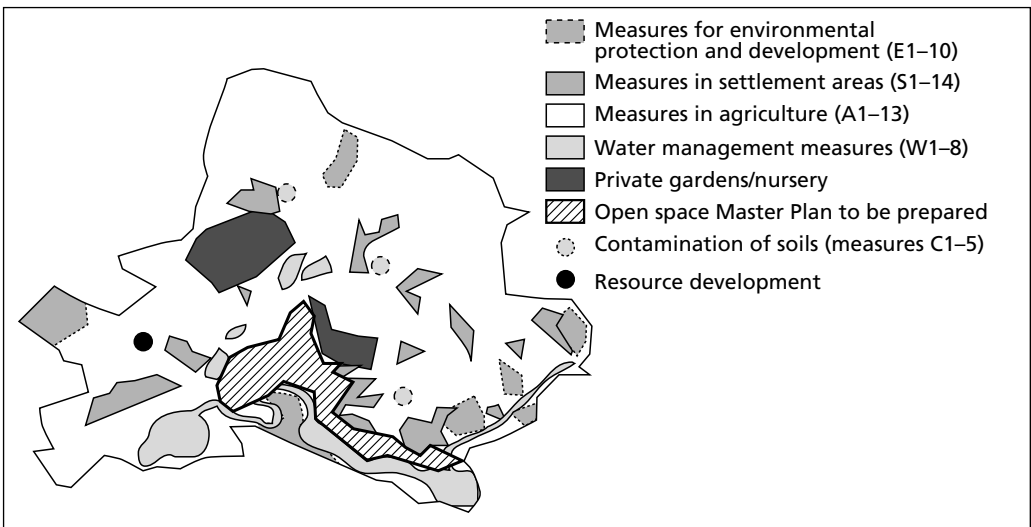 Measures for environmental
protection and development (E1–10)
Measures in settlement areas (S1–14)
Measures in agriculture (A1–13)
Water management measures (W1–8)
Private gardens/nursery
Open space Master Plan to be prepared
Contamination of soils (measures C1–5)
Resource development